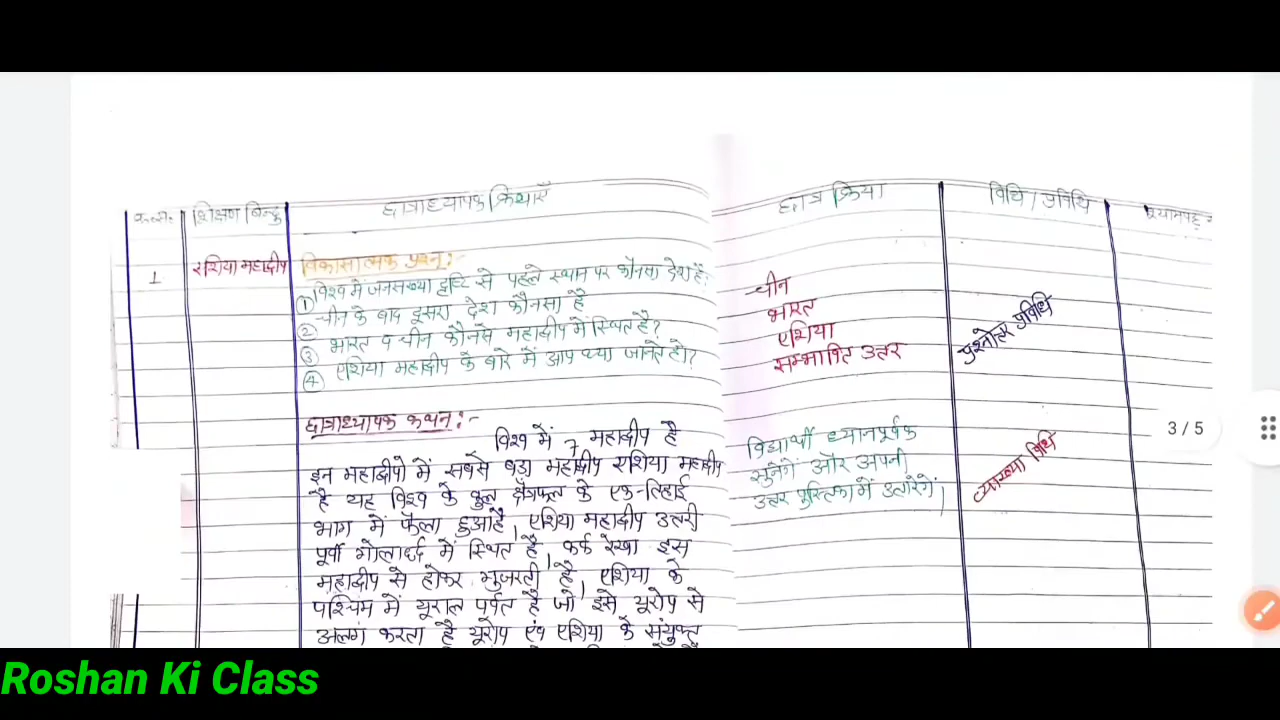 क्र.सं. शिक्षण बिन्दु छात्राध्यापक क्रियाएँ छात्र क्रिया विधि / प्रविधि
1 एशिया महाद्वीप विकासात्मक प्रश्न :-
① विश्व मे जनसंख्या दृष्टि से पहले स्थान पर कौनसा देश है?
② चीन के बाद दूसरा देश कौनसा है
③ भारत व चीन कौनसे महाद्वीप में स्थित है?
④ एशिया महाद्वीप के बारे मे आप क्या जानते हो?
चीन
भारत
एशिया
सम्भावित उत्तर
प्रश्नोत्तर प्रविधि
छात्राध्यापक कथन :-
विश्व में 7 महाद्वीप है
इन महाद्वीपो में सबसे बड़ा महाद्वीप एशिया महाद्वीप
है यह विश्व के कुल क्षेत्रफल के एक-तिहाई
भाग में फैला हुआ है, एशिया महाद्वीप उत्तरी
पूर्वी गोलार्द्ध में स्थित है, कर्क रेखा इस
महाद्वीप से होकर गुजरती है, एशिया के
पश्चिम में यूराल पर्वत है जो इसे यूरोप से
अलग करता है यूरोप एंव एशिया के संयुक्त
विद्यार्थी ध्यानपूर्वक
सुनेगें और अपनी
उत्तर पुस्तिका में उतारेगें,
व्याख्या विधि
3 / 5
Roshan Ki Class